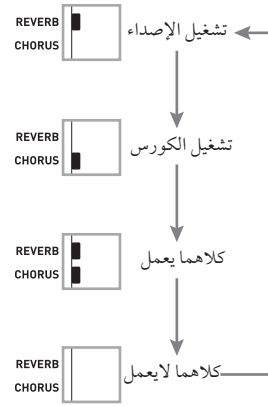 REVERB
CHORUS
تشغيل الإصداء
REVERB
CHORUS
تشغيل الكورس
REVERB
CHORUS
كلاهما يعمل
REVERB
CHORUS
كلاهما لايعمل